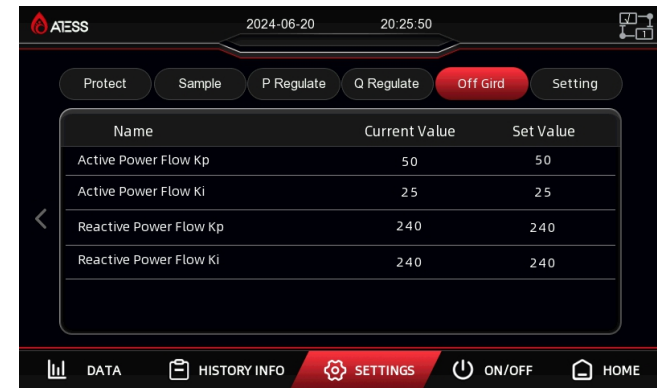 ATESS 2024-06-20 20:25:50
1
Protect Sample P Regulate Q Regulate Off Gird Setting
Name Current Value Set Value
Active Power Flow Kp 50 50
Active Power Flow Ki 25 25
Reactive Power Flow Kp 240 240
Reactive Power Flow Ki 240 240
DATA HISTORY INFO SETTINGS ON/OFF HOME